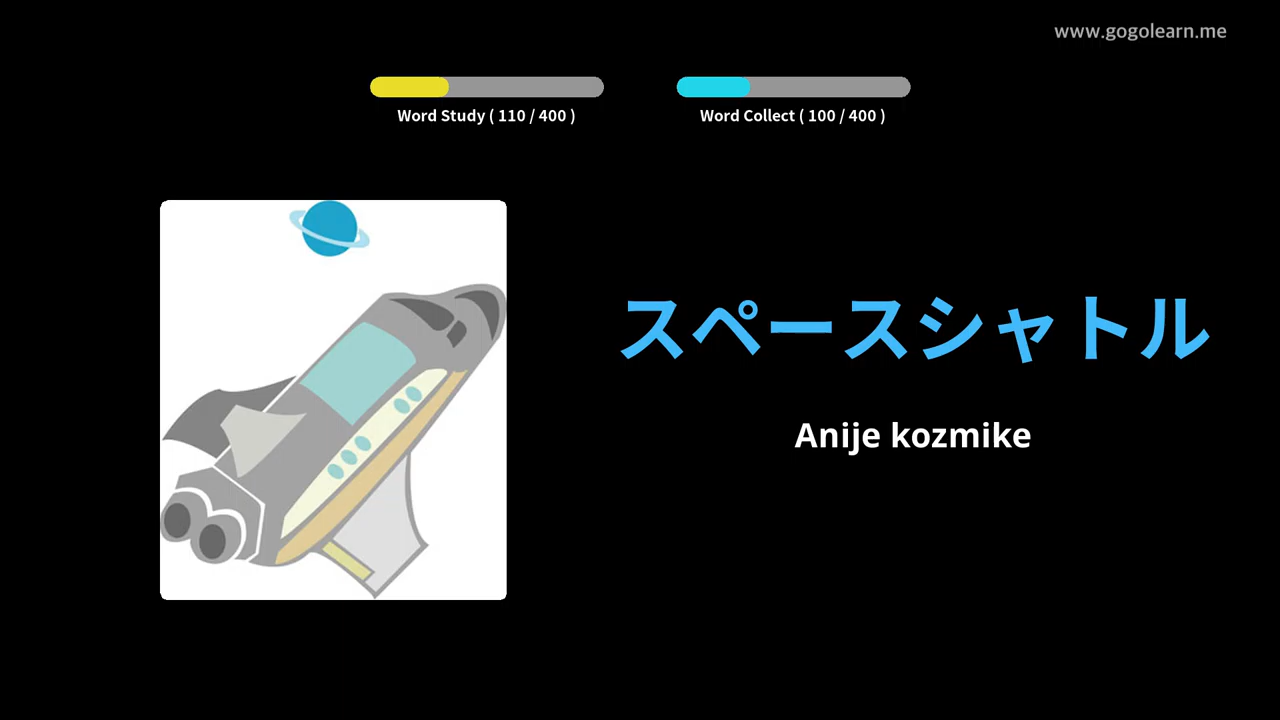 www.gogolearn.me
Word Study ( 110 / 400 )
Word Collect ( 100 / 400 )
スペースシャトル
Anije kozmike